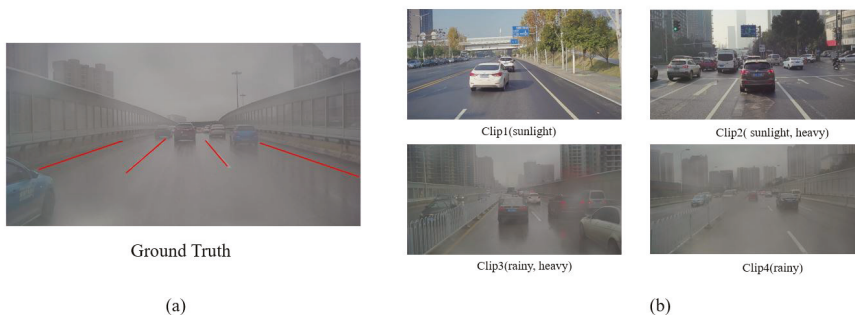 Ground Truth
(a)
Clip1(sunlight)
Clip2( sunlight, heavy)
Clip3(rainy, heavy)
Clip4(rainy)
(b)